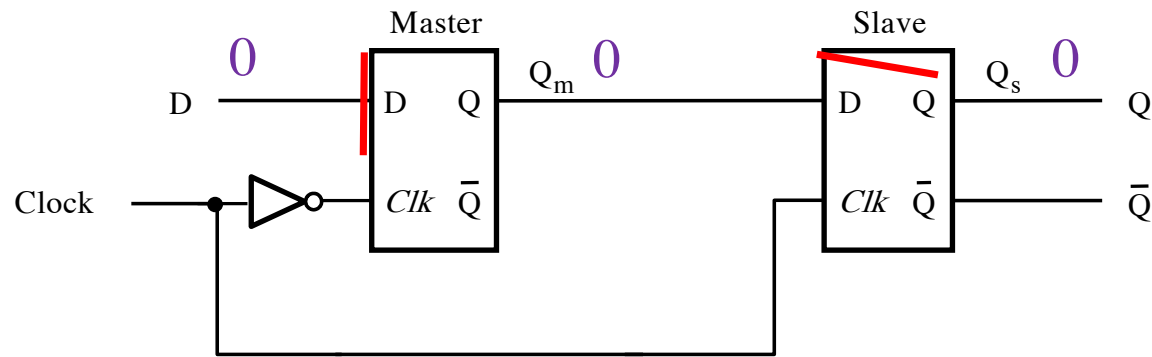 Master Slave
0 Qm 0 Qs 0
D D Q D Q Q
Clock Clk Q̅ Clk Q̅ Q̅